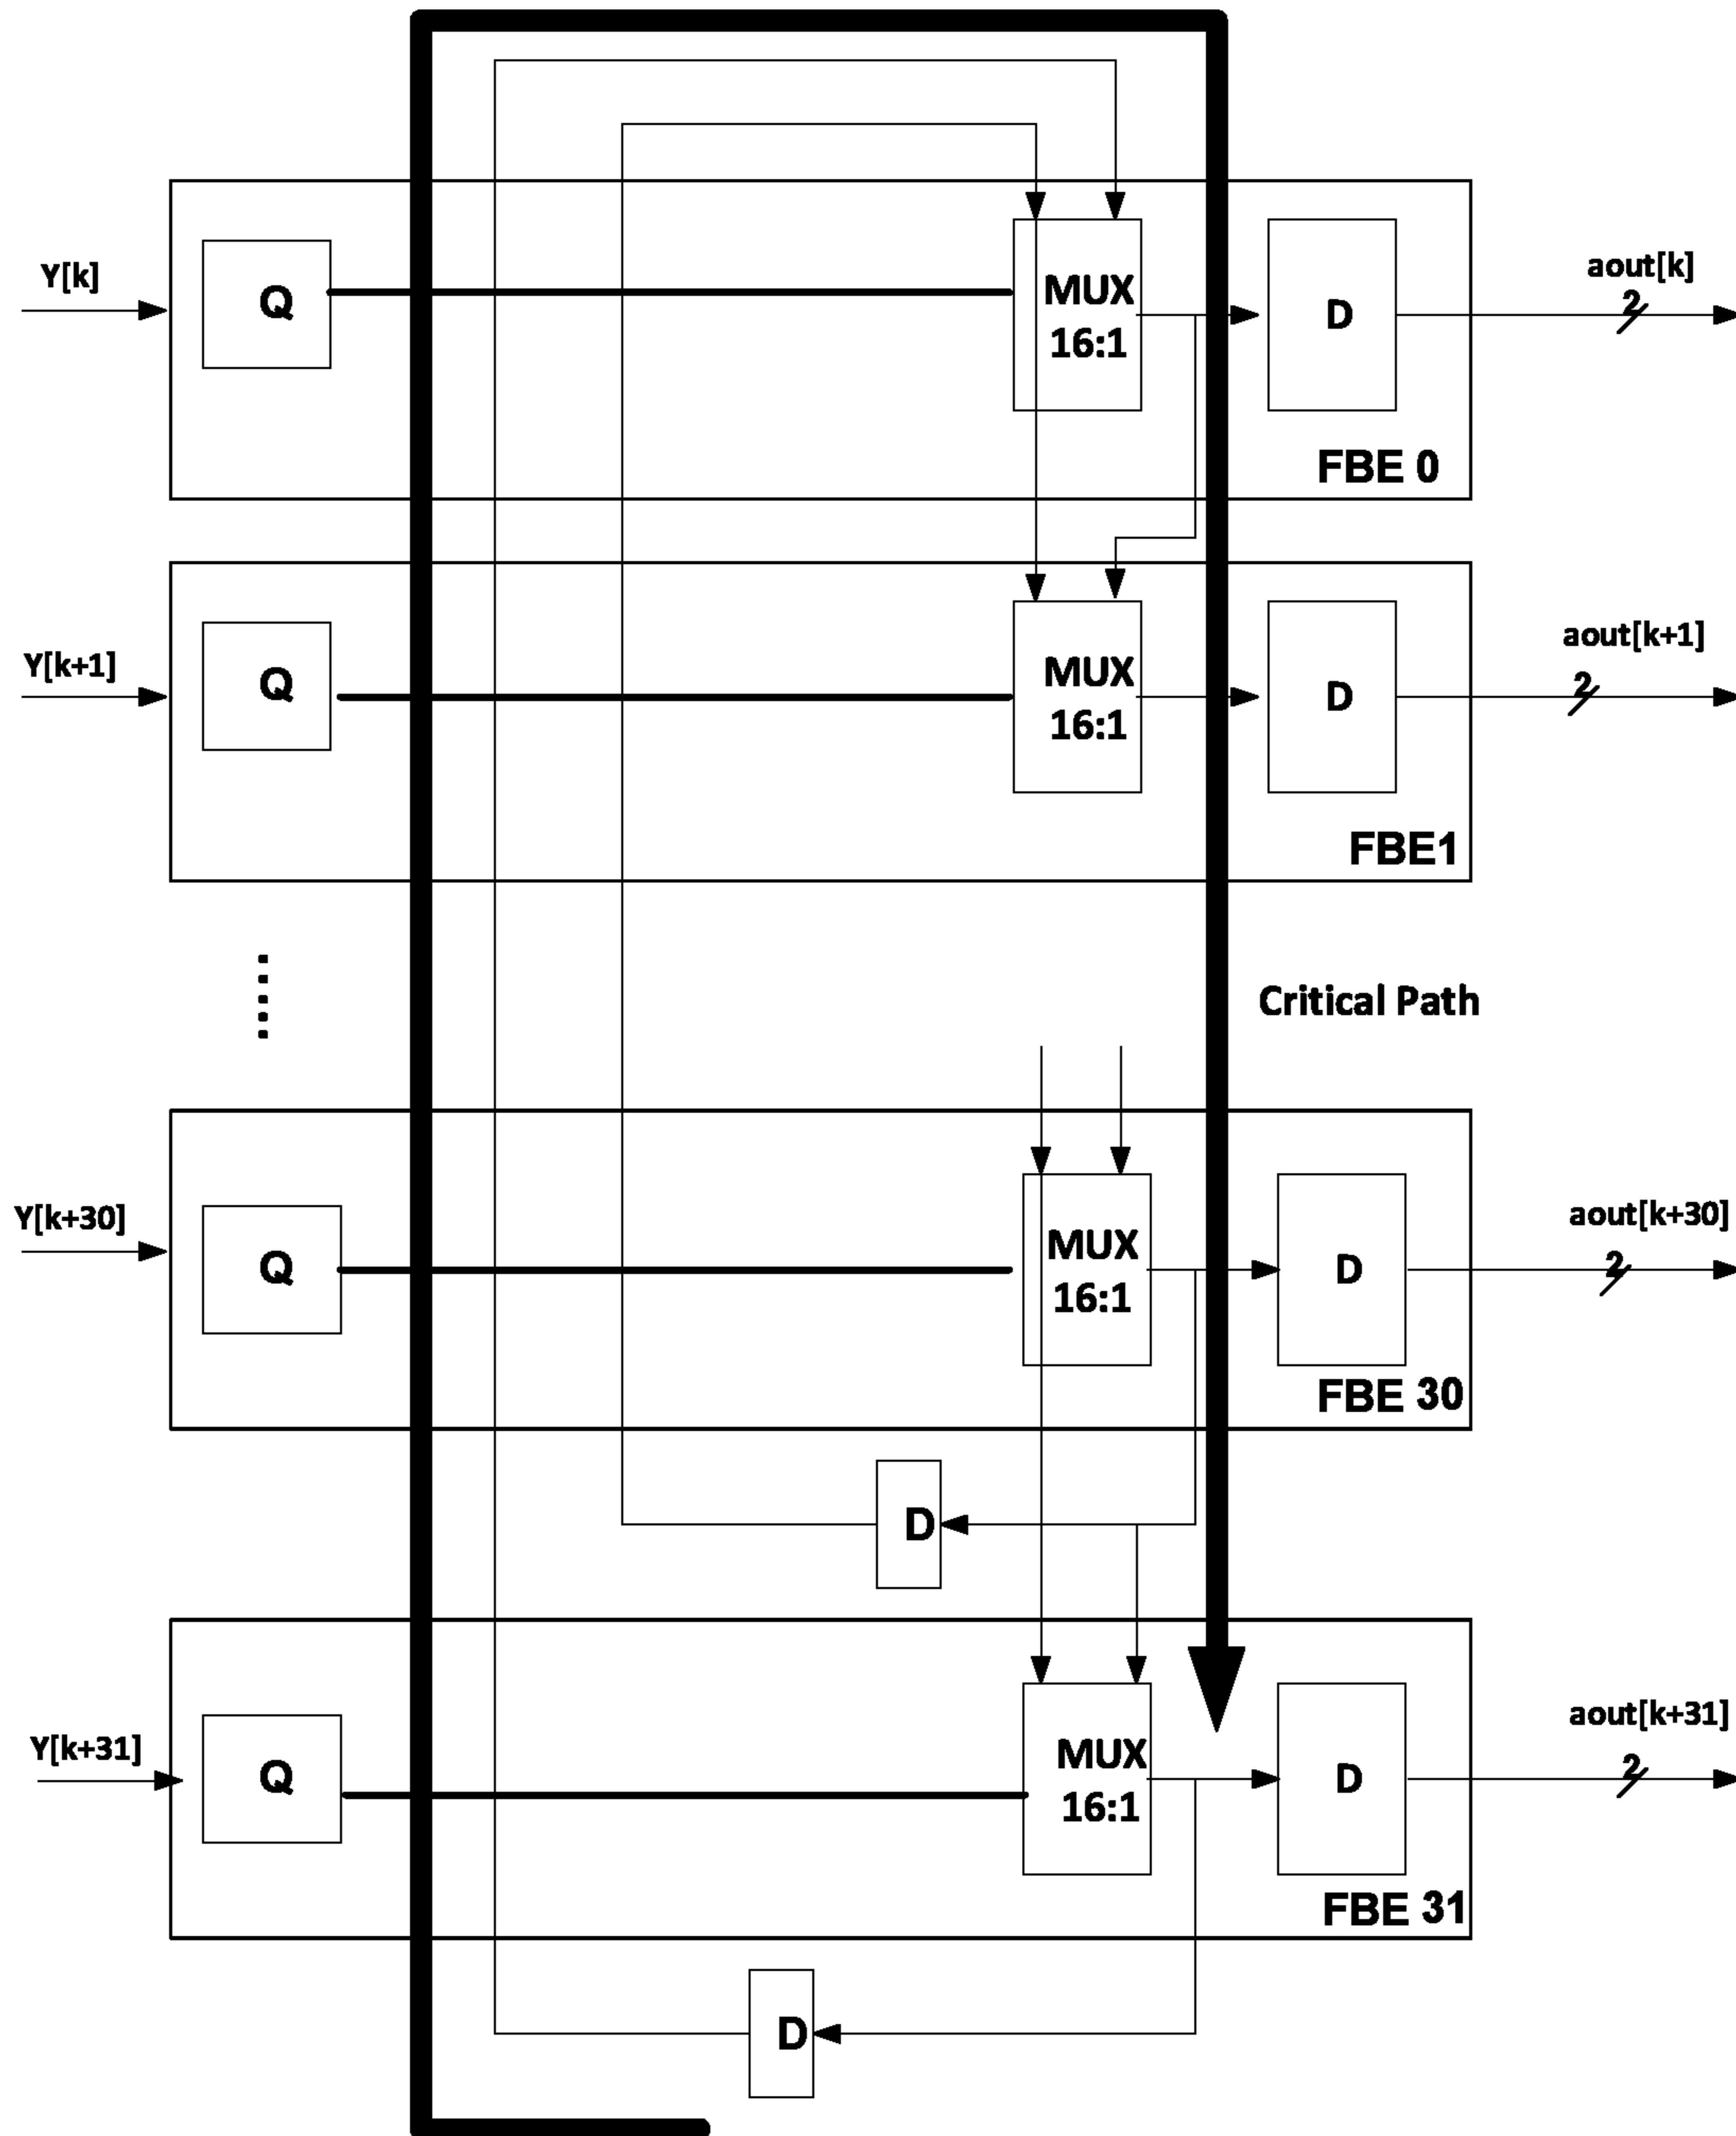 Y[k]
Q
MUX
16:1
D
aout[k]
2
FBE 0
Y[k+1]
Q
MUX
16:1
D
aout[k+1]
2
FBE1
Critical Path
Y[k+30]
Q
MUX
16:1
D
aout[k+30]
2
FBE 30
D
Y[k+31]
Q
MUX
16:1
D
aout[k+31]
2
FBE 31
D